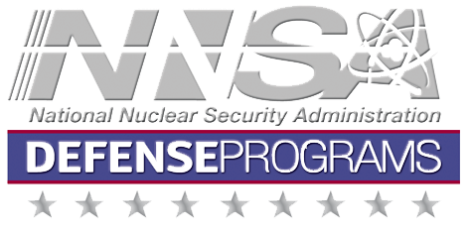 NNSA
National Nuclear Security Administration
DEFENSEPROGRAMS